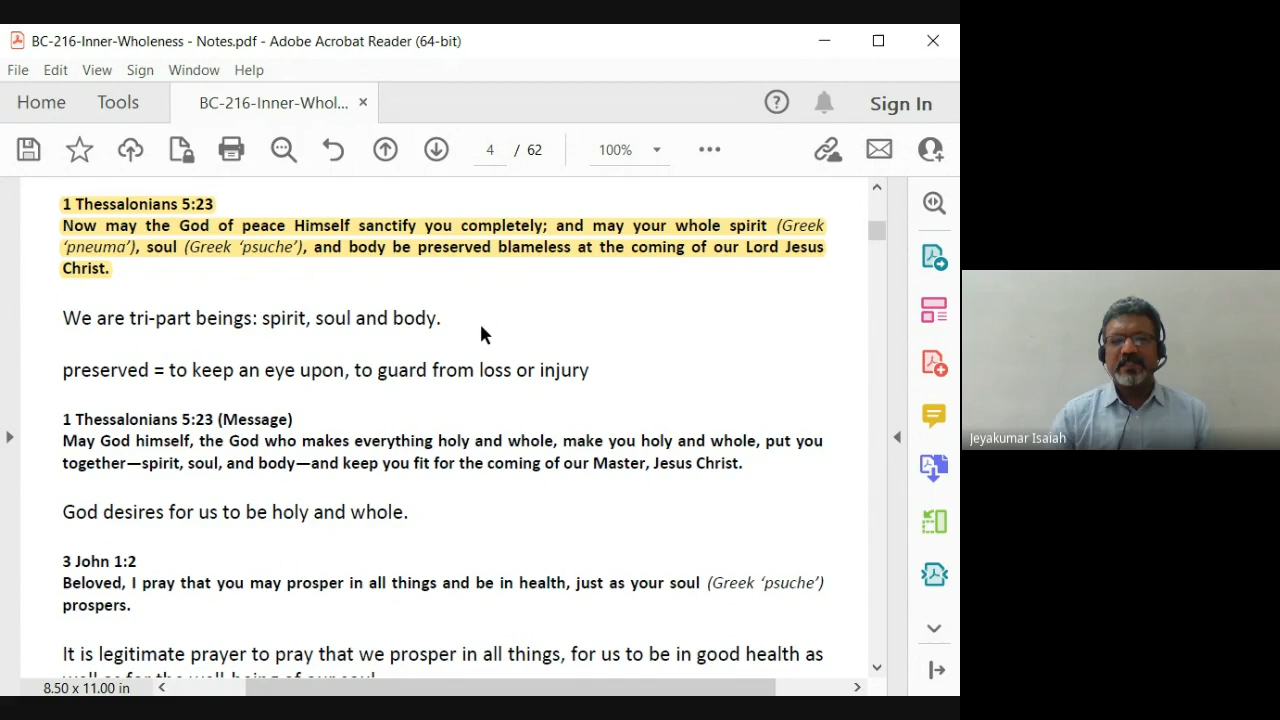 BC-216-Inner-Wholeness - Notes.pdf - Adobe Acrobat Reader (64-bit)
File Edit View Sign Window Help
Home Tools BC-216-Inner-Whol... × Sign In
4 / 62 100%
1 Thessalonians 5:23
Now may the God of peace Himself sanctify you completely; and may your whole spirit (Greek
‘pneuma’), soul (Greek ‘psuche’), and body be preserved blameless at the coming of our Lord Jesus
Christ.
We are tri-part beings: spirit, soul and body.
preserved = to keep an eye upon, to guard from loss or injury
1 Thessalonians 5:23 (Message)
May God himself, the God who makes everything holy and whole, make you holy and whole, put you
together—spirit, soul, and body—and keep you fit for the coming of our Master, Jesus Christ.
God desires for us to be holy and whole.
3 John 1:2
Beloved, I pray that you may prosper in all things and be in health, just as your soul (Greek ‘psuche’)
prospers.
It is legitimate prayer to pray that we prosper in all things, for us to be in good health as
well as for the well-being of our soul
8.50 x 11.00 in
Jeyakumar Isaiah